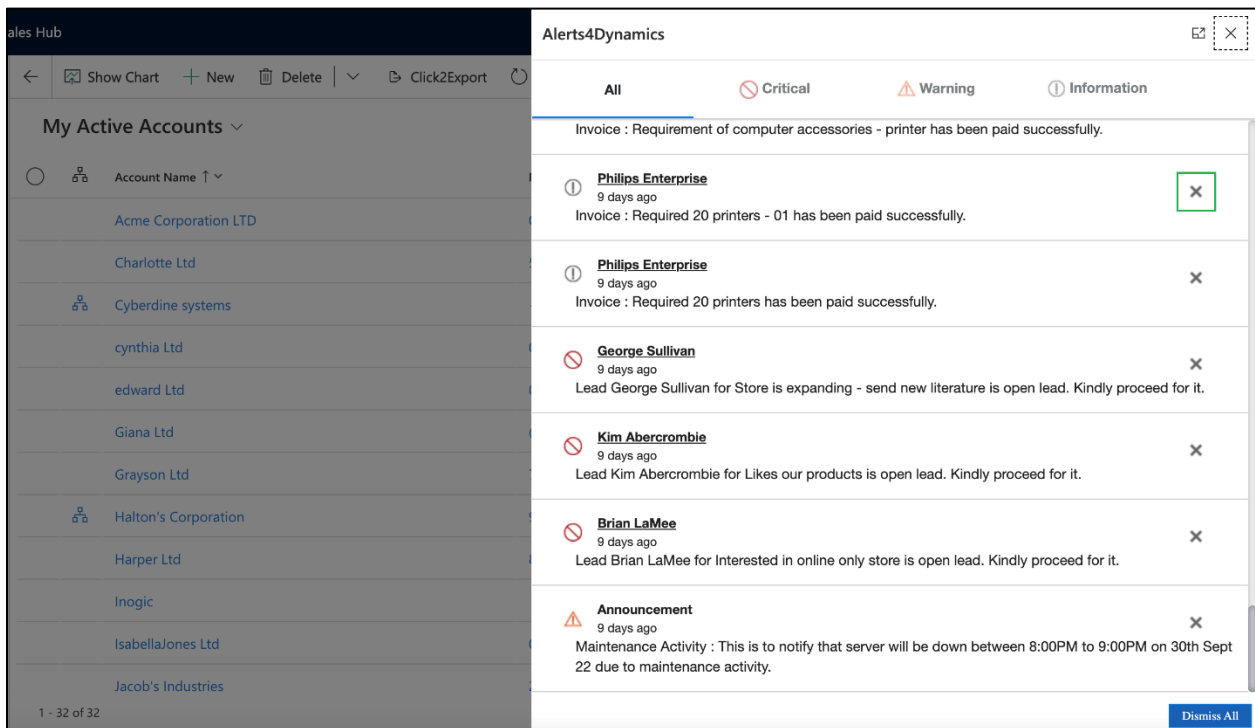 ales Hub
Show Chart
New
Delete
Click2Export
My Active Accounts
Account Name
Acme Corporation LTD
Charlotte Ltd
Cyberdine systems
cynthia Ltd
edward Ltd
Giana Ltd
Grayson Ltd
Halton's Corporation
Harper Ltd
Inogic
IsabellaJones Ltd
Jacob's Industries
1 - 32 of 32
Alerts4Dynamics
All
Critical
Warning
Information
Invoice : Requirement of computer accessories - printer has been paid successfully.
Philips Enterprise
9 days ago
Invoice : Required 20 printers - 01 has been paid successfully.
Philips Enterprise
9 days ago
Invoice : Required 20 printers has been paid successfully.
George Sullivan
9 days ago
Lead George Sullivan for Store is expanding - send new literature is open lead. Kindly proceed for it.
Kim Abercrombie
9 days ago
Lead Kim Abercrombie for Likes our products is open lead. Kindly proceed for it.
Brian LaMee
9 days ago
Lead Brian LaMee for Interested in online only store is open lead. Kindly proceed for it.
Announcement
9 days ago
Maintenance Activity : This is to notify that server will be down between 8:00PM to 9:00PM on 30th Sept
22 due to maintenance activity.
Dismiss All